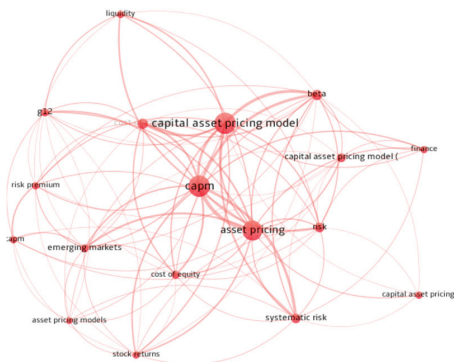 liquidity
beta
g12
capital asset pricing model
finance
capital asset pricing model (
risk premium
capm
asset pricing
risk
capm
emerging markets
cost of equity
capital asset pricing
systematic risk
asset pricing models
stock returns